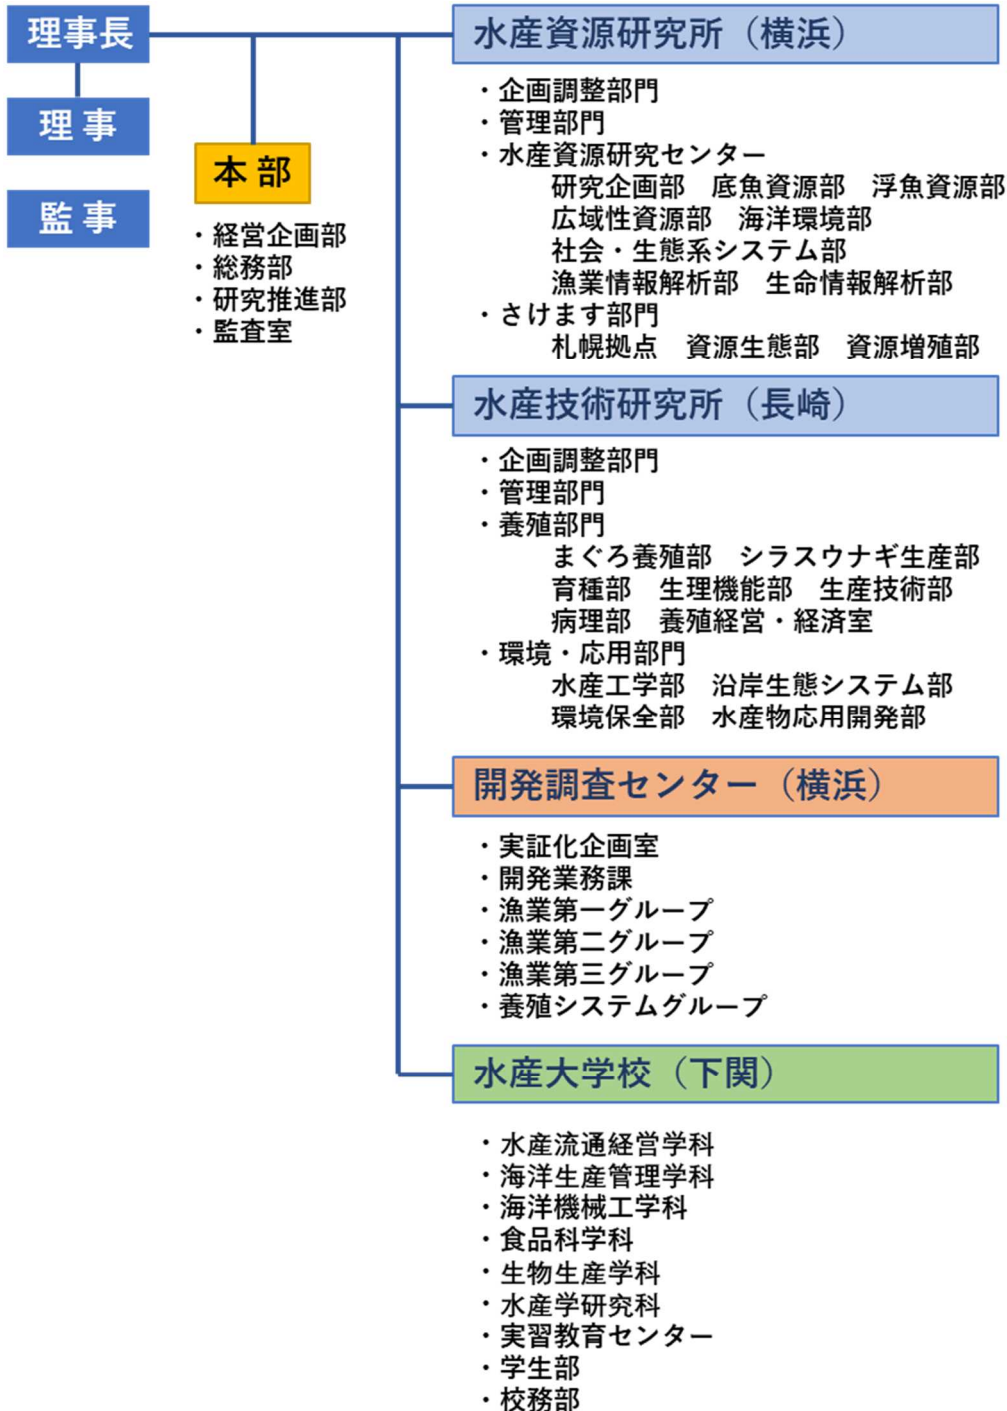 理事長
理 事
監 事
本 部
・経営企画部
・総務部
・研究推進部
・監査室
水産資源研究所（横浜）
・企画調整部門
・管理部門
・水産資源研究センター
研究企画部　底魚資源部　浮魚資源部
広域性資源部　海洋環境部
社会・生態系システム部
漁業情報解析部　生命情報解析部
・さけます部門
札幌拠点　資源生態部　資源増殖部
水産技術研究所（長崎）
・企画調整部門
・管理部門
・養殖部門
まぐろ養殖部　シラスウナギ生産部
育種部　生理機能部　生産技術部
病理部　養殖経営・経済室
・環境・応用部門
水産工学部　沿岸生態システム部
環境保全部　水産物応用開発部
開発調査センター（横浜）
・実証化企画室
・開発業務課
・漁業第一グループ
・漁業第二グループ
・漁業第三グループ
・養殖システムグループ
水産大学校（下関）
・水産流通経営学科
・海洋生産管理学科
・海洋機械工学科
・食品科学科
・生物生産学科
・水産学研究科
・実習教育センター
・学生部
・校務部